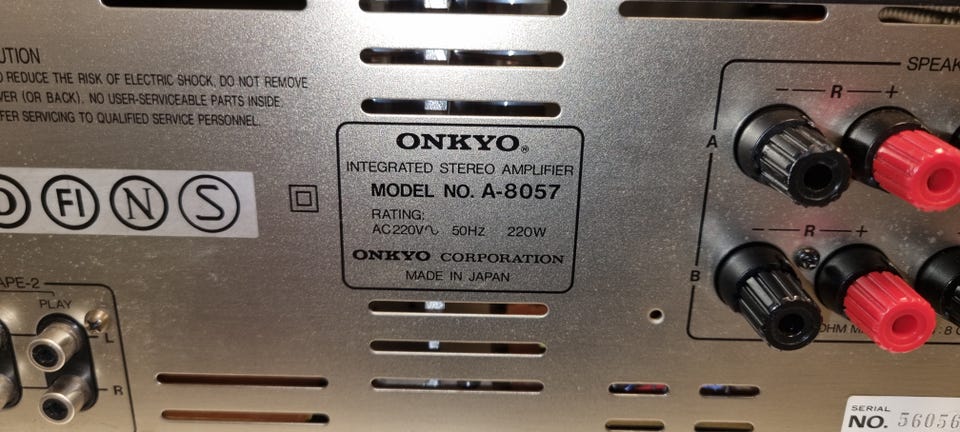 UTION
O REDUCE THE RISK OF ELECTRIC SHOCK, DO NOT REMOVE
VER (OR BACK). NO USER-SERVICEABLE PARTS INSIDE.
FER SERVICING TO QUALIFIED SERVICE PERSONNEL.
D FI N S
ONKYO®
INTEGRATED STEREO AMPLIFIER
MODEL NO. A-8057
RATING:
AC220V∿ 50Hz 220W
ONKYO CORPORATION
MADE IN JAPAN
SPEAK
− R +
A
− R +
B
OHM M : 8 O
APE-2
PLAY
L
R
SERIAL
NO. 56056